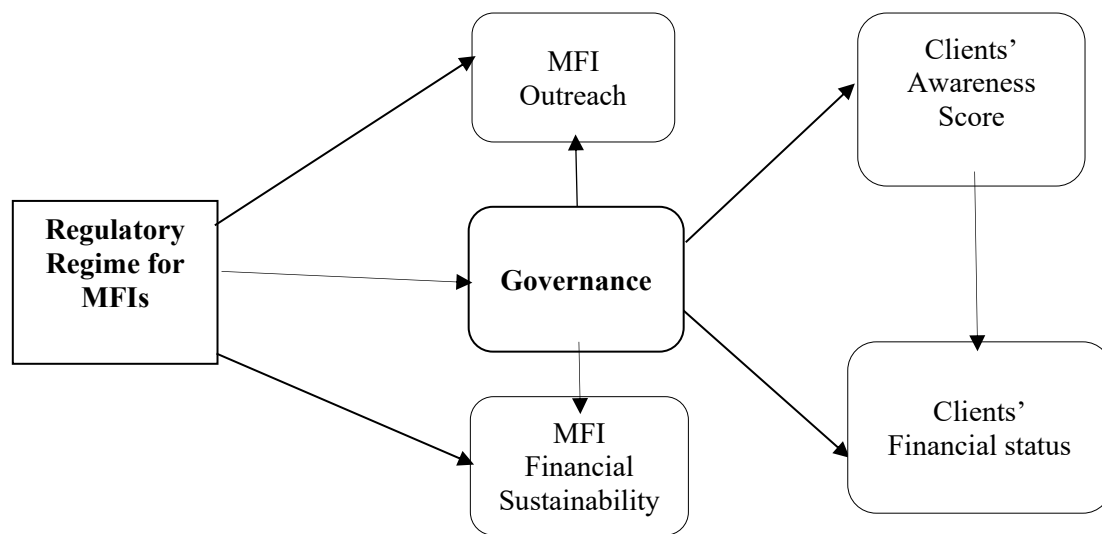 MFI
Outreach
Clients’
Awareness
Score
Regulatory
Regime for
MFIs
Governance
MFI
Financial
Sustainability
Clients’
Financial status